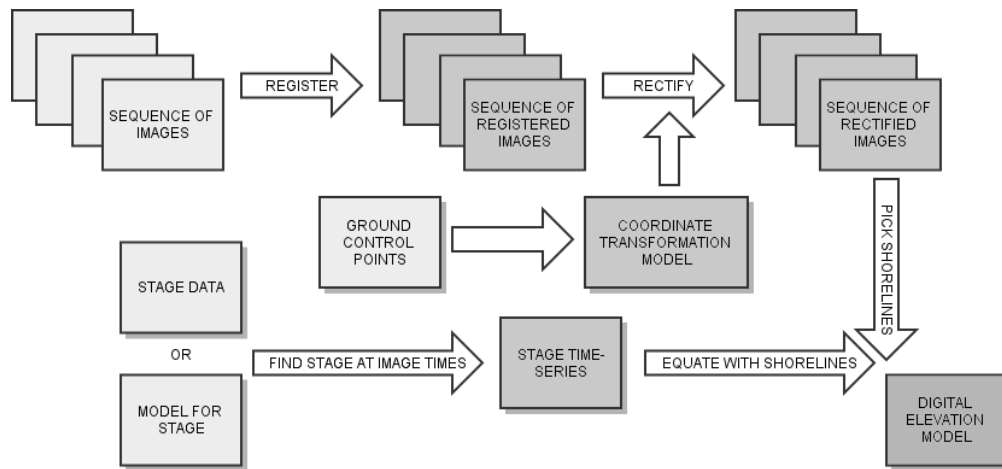 SEQUENCE OF
IMAGES
REGISTER
SEQUENCE OF
REGISTERED
IMAGES
RECTIFY
SEQUENCE OF
RECTIFIED
IMAGES
GROUND
CONTROL
POINTS
COORDINATE
TRANSFORMATION
MODEL
PICK SHORELINES
STAGE DATA
OR
MODEL FOR
STAGE
FIND STAGE AT IMAGE TIMES
STAGE TIME-
SERIES
EQUATE WITH SHORELINES
DIGITAL
ELEVATION
MODEL